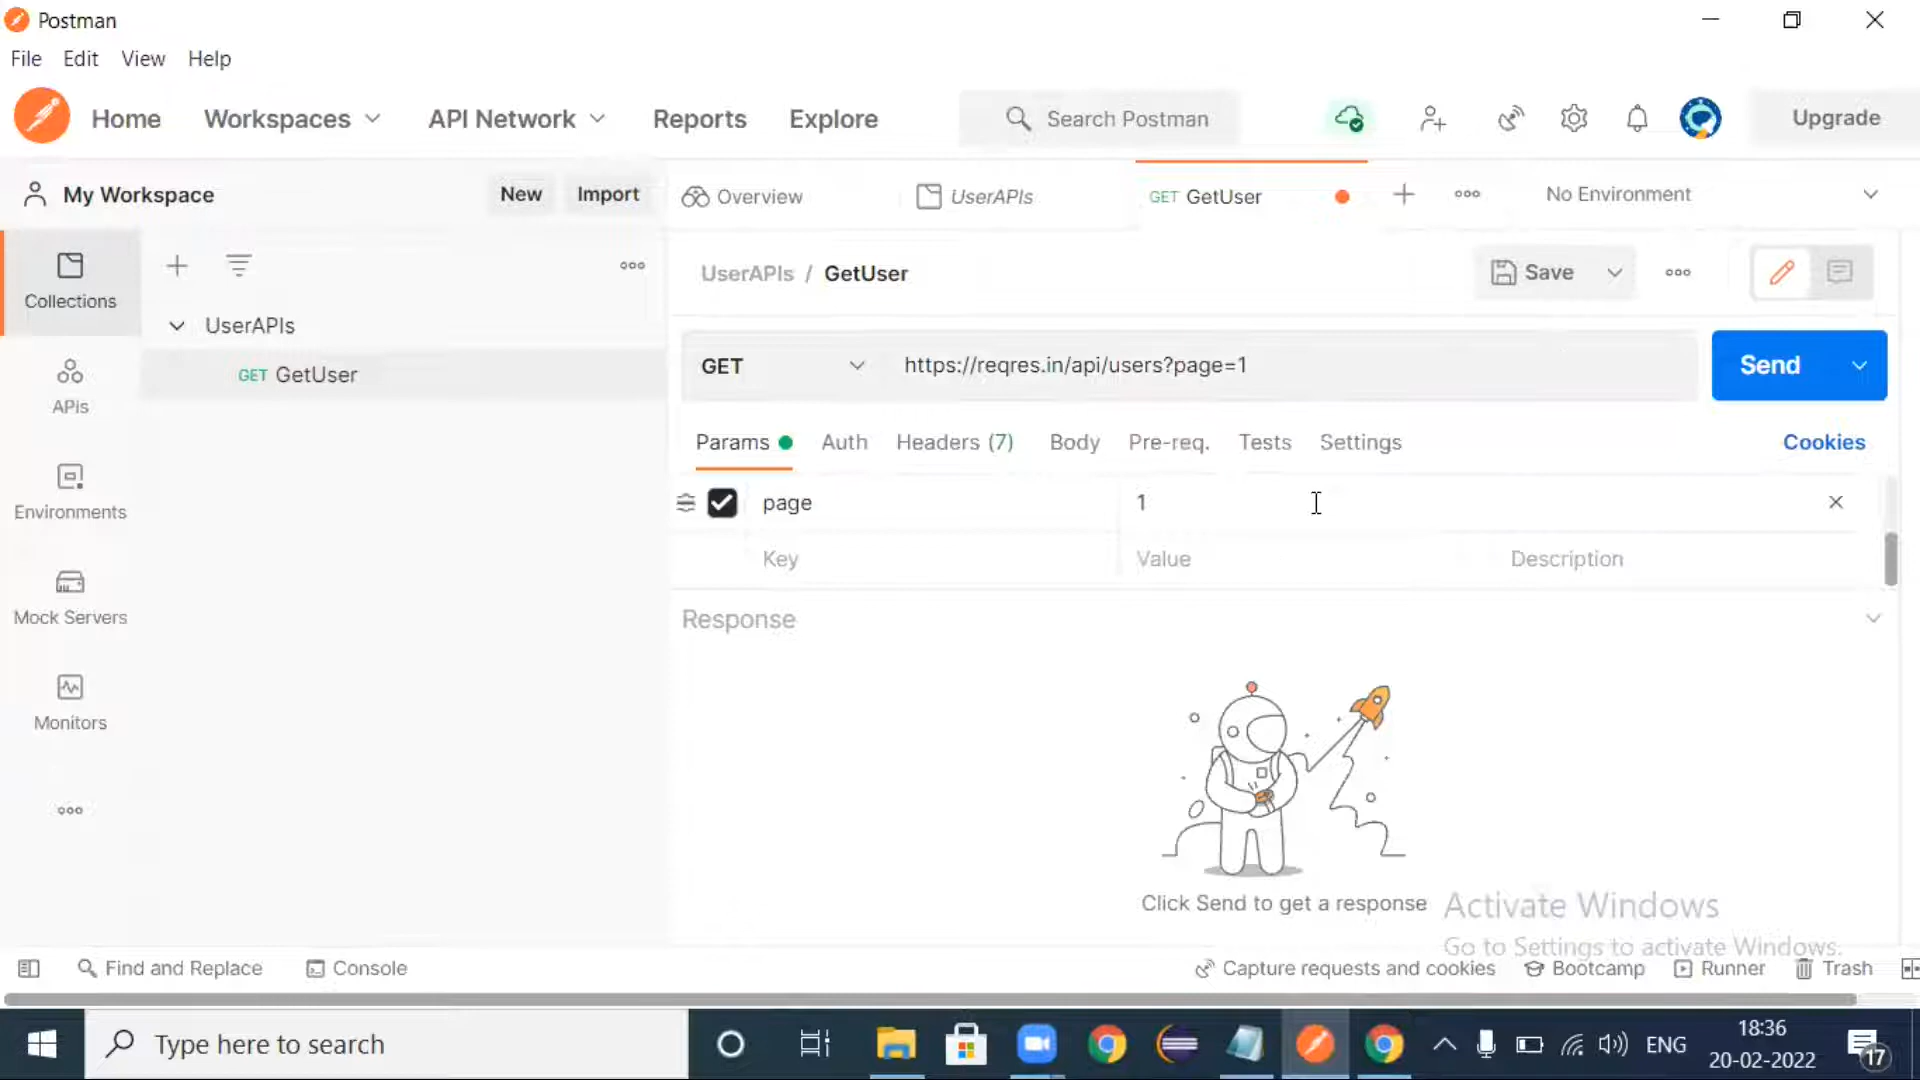 Postman
File Edit View Help
Home Workspaces API Network Reports Explore Search Postman Upgrade
My Workspace New Import Overview UserAPIs GET GetUser No Environment
Collections
UserAPIs
GET GetUser
UserAPIs / GetUser Save
GET https://reqres.in/api/users?page=1 Send
APIs
Params Auth Headers (7) Body Pre-req. Tests Settings Cookies
page 1
Environments
Key Value Description
Mock Servers
Response
Monitors
Click Send to get a response
Activate Windows
Go to Settings to activate Windows.
Find and Replace Console Capture requests and cookies Bootcamp Runner Trash
Type here to search
ENG
18:36
20-02-2022
17